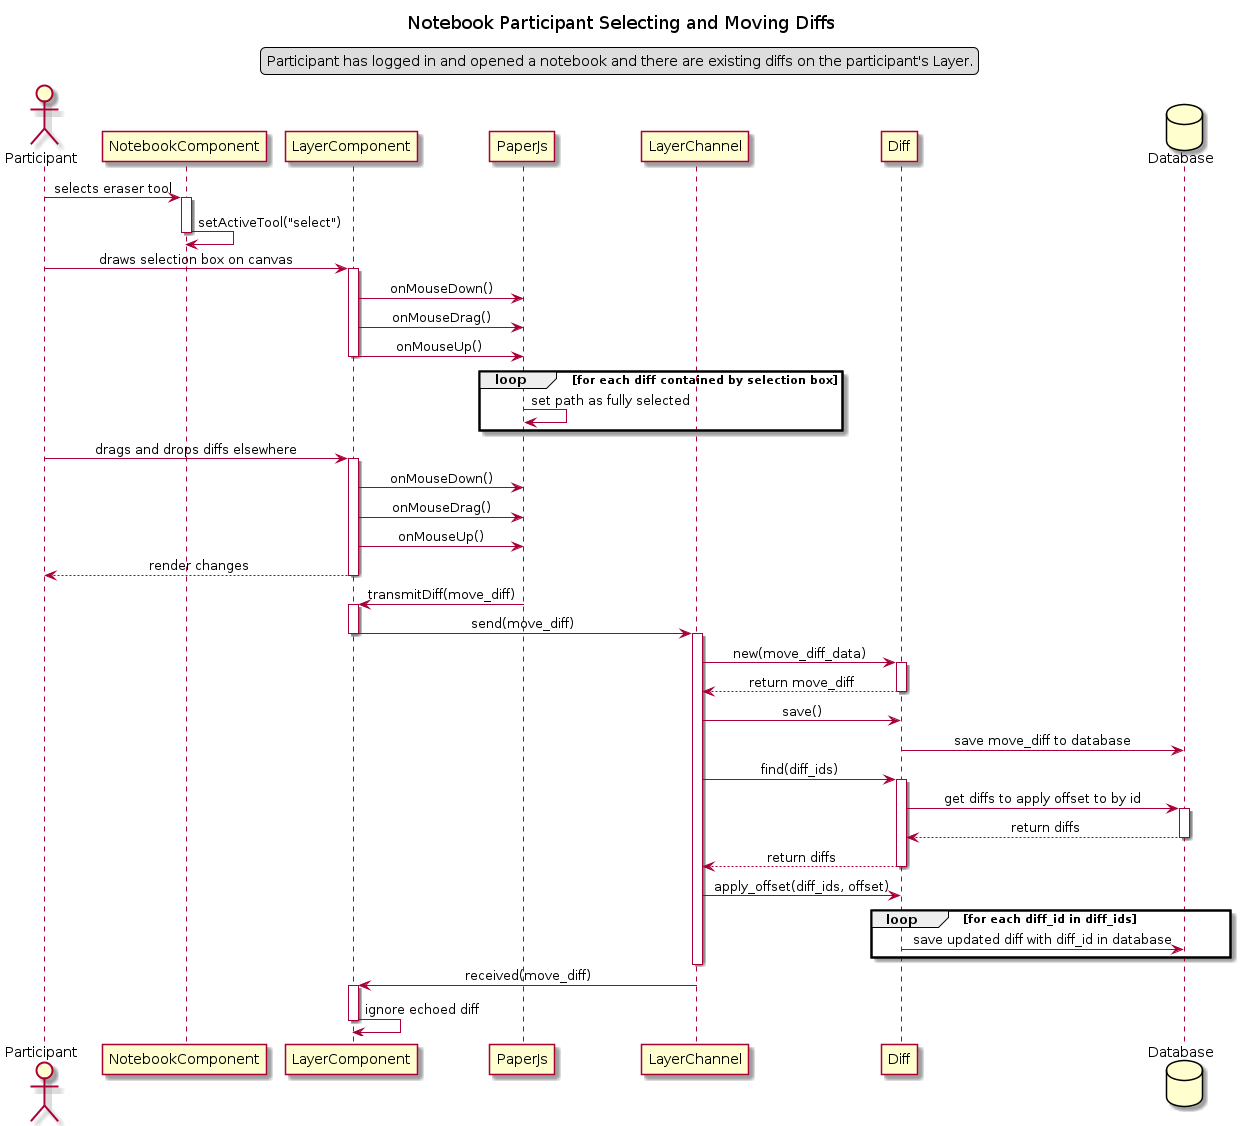 Notebook Participant Selecting and Moving Diffs
Participant has logged in and opened a notebook and there are existing diffs on the participant's Layer.
Participant
NotebookComponent
LayerComponent
PaperJs
LayerChannel
Diff
Database
selects eraser tool
setActiveTool("select")
draws selection box on canvas
onMouseDown()
onMouseDrag()
onMouseUp()
loop [for each diff contained by selection box]
set path as fully selected
drags and drops diffs elsewhere
onMouseDown()
onMouseDrag()
onMouseUp()
render changes
transmitDiff(move_diff)
send(move_diff)
new(move_diff_data)
return move_diff
save()
save move_diff to database
find(diff_ids)
get diffs to apply offset to by id
return diffs
return diffs
apply_offset(diff_ids, offset)
loop [for each diff_id in diff_ids]
save updated diff with diff_id in database
received(move_diff)
ignore echoed diff
Participant
NotebookComponent
LayerComponent
PaperJs
LayerChannel
Diff
Database